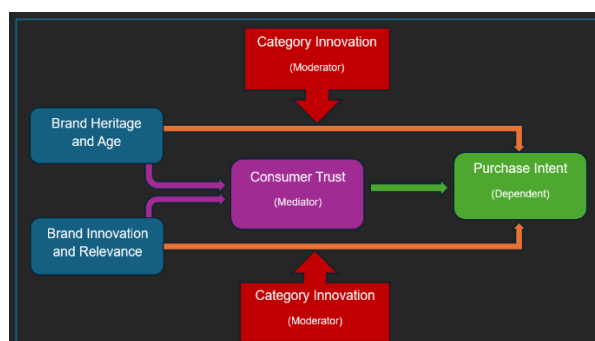 Category Innovation
(Moderator)
Brand Heritage
and Age
Consumer Trust
(Mediator)
Purchase Intent
(Dependent)
Brand Innovation
and Relevance
Category Innovation
(Moderator)